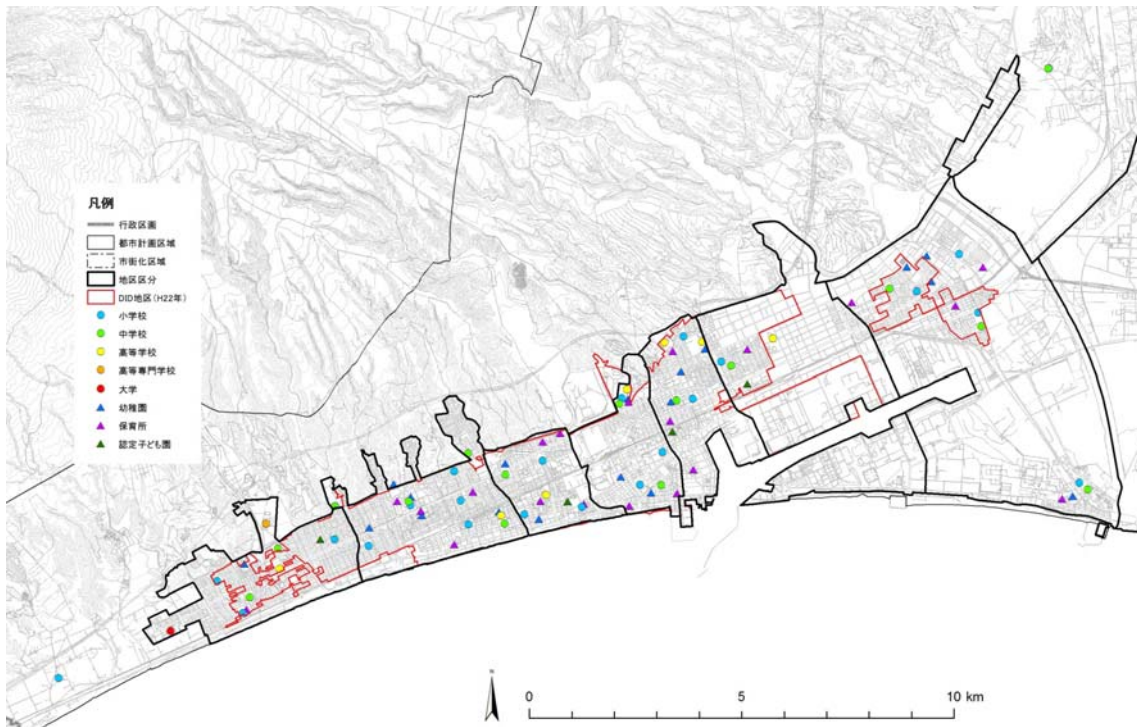 凡例
行政区画
都市計画区域
市街化区域
地区区分
DID地区(H22年)
小学校
中学校
高等学校
高等専門学校
大学
幼稚園
保育所
認定子ども園
N
0 5 10 km